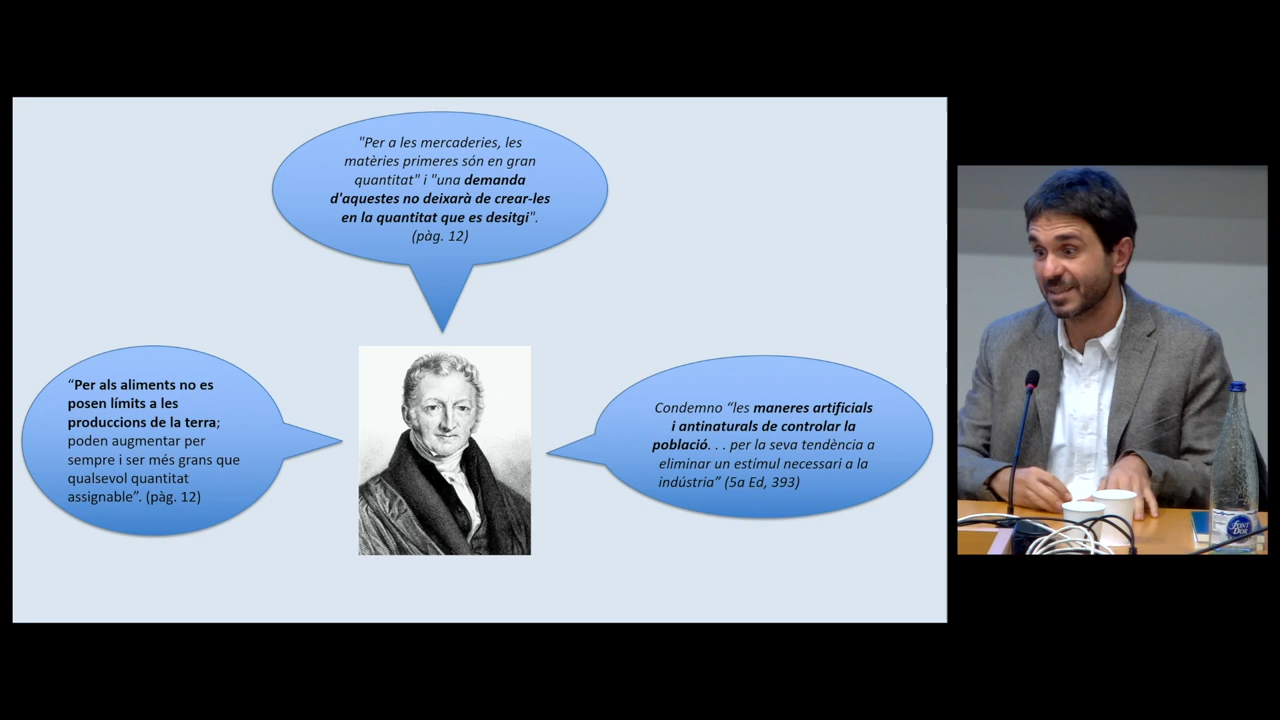 "Per a les mercaderies, les
matèries primeres són en gran
quantitat" i "una demanda
d'aquestes no deixarà de crear-les
en la quantitat que es desitgi".
(pàg. 12)
“Per als aliments no es
posen límits a les
produccions de la terra;
poden augmentar per
sempre i ser més grans que
qualsevol quantitat
assignable”. (pàg. 12)
Condemno “les maneres artificials
i antinaturals de controlar la
població. . . per la seva tendència a
eliminar un estímul necessari a la
indústria” (5a Ed, 393)
FONT
D'OR